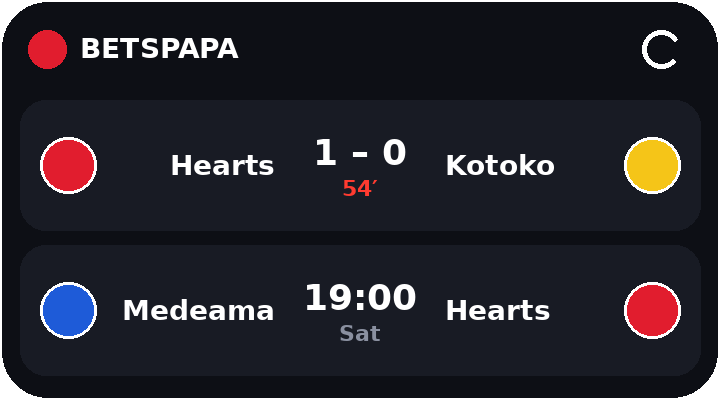 BETSPAPA
Hearts 1 – 0 Kotoko
54′
Medeama 19:00 Hearts
Sat